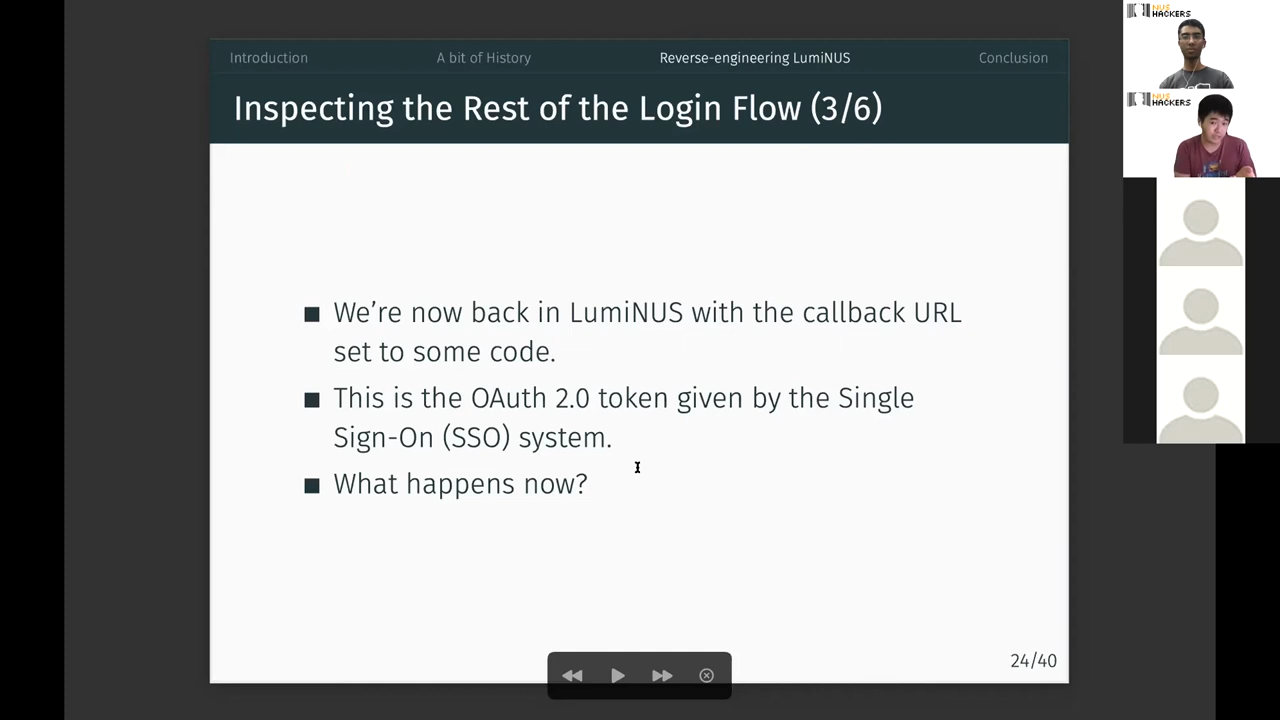 Introduction
A bit of History
Reverse-engineering LumiNUS
Conclusion
Inspecting the Rest of the Login Flow (3/6)
We’re now back in LumiNUS with the callback URL
set to some code.
This is the OAuth 2.0 token given by the Single
Sign-On (SSO) system.
What happens now?
24/40
NUS
HACKERS
NUS
HACKERS